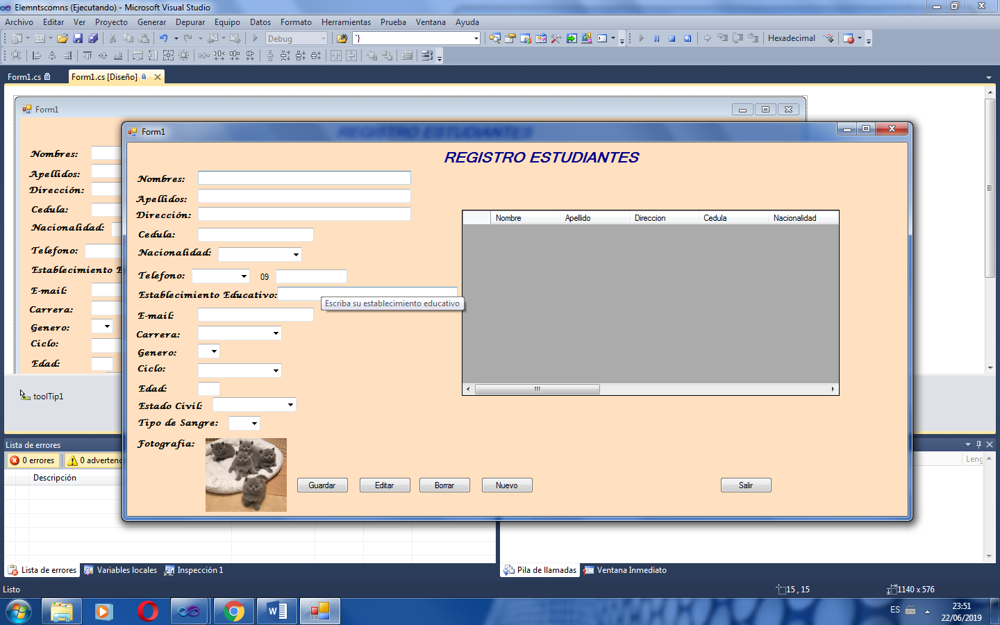 Elemntscomns (Ejecutando) - Microsoft Visual Studio
Archivo Editar Ver Proyecto Generar Depurar Equipo Datos Formato Herramientas Prueba Ventana Ayuda
Debug `} Hexadecimal
Form1.cs Form1.cs [Diseño]
Form1
REGISTRO ESTUDIANTES
Nombres:
Apellidos:
Dirección:
Cedula:
Nacionalidad:
Telefono:
Establecimiento E
E-mail:
Carrera:
Genero:
Ciclo:
Edad:
Form1
REGISTRO ESTUDIANTES
Nombres:
Apellidos:
Dirección:
Cedula:
Nacionalidad:
Telefono: 09
Establecimiento Educativo:
Escriba su establecimiento educativo
E-mail:
Carrera:
Genero:
Ciclo:
Edad:
Estado Civil:
Tipo de Sangre:
Fotografia:
Nombre Apellido Direccion Cedula Nacionalidad
Guardar Editar Borrar Nuevo Salir
toolTip1
Lista de errores
0 errores 0 advertenc
Descripción
Leng
Lista de errores Variables locales Inspección 1
Pila de llamadas Ventana Inmediato
Listo 15 , 15 1140 x 576
ES 23:51
22/06/2019